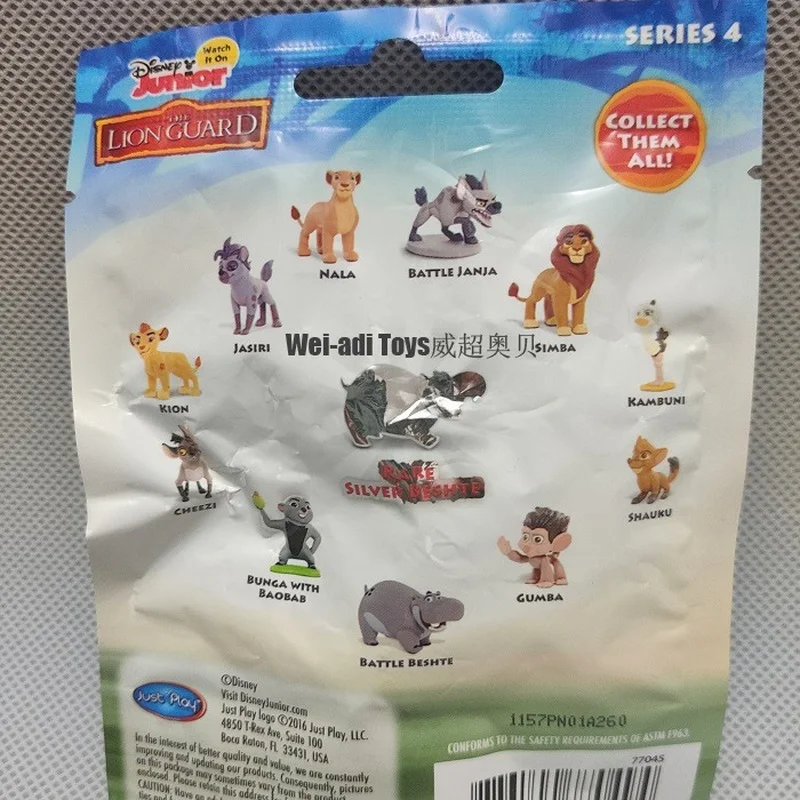 SERIES 4
Watch
It On
Disney
Junior
THE
LION GUARD
COLLECT
'THEM
ALL!
NALA
BATTLE JANJA
JASIRI
Wei-adi Toys威超奥贝
SIMBA
KION
KAMBUNI
RARE
SILVER BESHTE
CHEEZI
SHAUKU
BUNGA WITH
BAOBAB
GUMBA
BATTLE BESHTE
Just Play
©Disney
Visit DisneyJunior.com
Just Play logo ©2016 Just Play, LLC.
4850 T-Rex Ave, Suite 100
Boca Raton, FL 33431, USA
1157PN01A260
CONFORMS TO THE SAFETY REQUIREMENTS OF ASTM F963.
77045
In the interest of better quality and value, we are constantly
improving and updating our products. Consequently, pictures
on this package may sometimes vary from the product
enclosed. Please retain this address
CAUTION: Have an